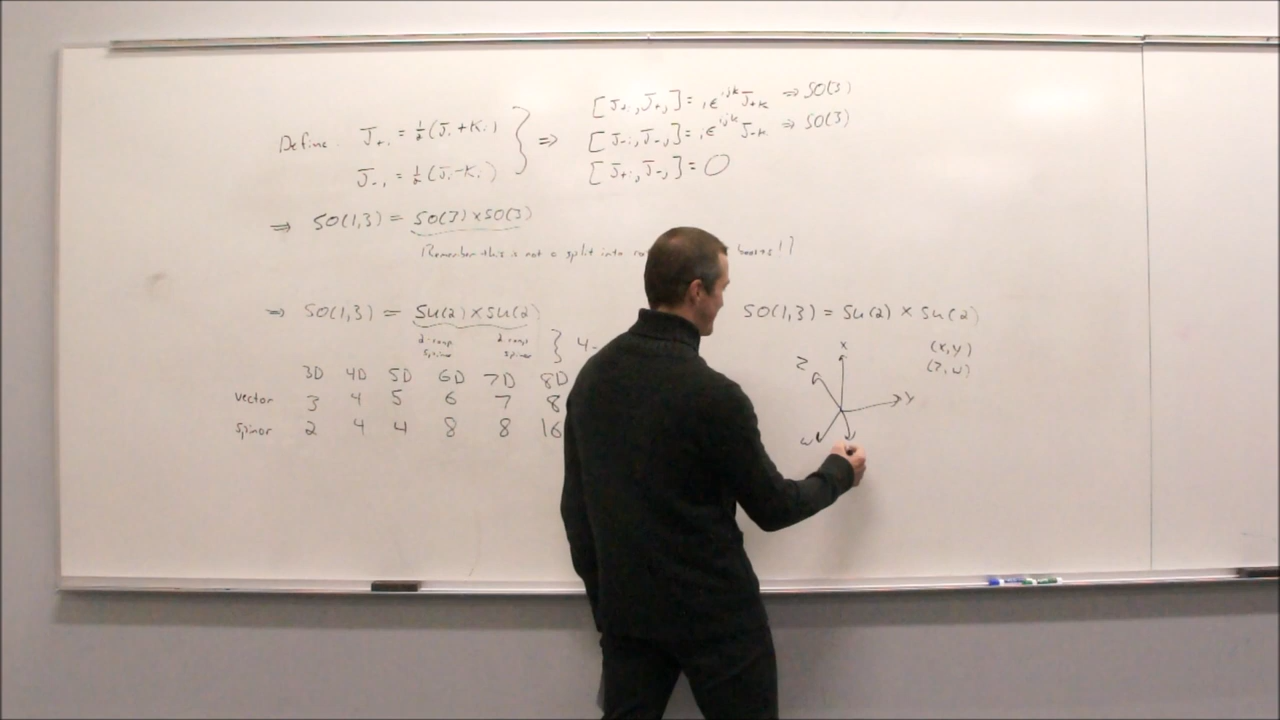 Define: J+i = ½(Ji+Ki) } ⇒ [J+i, J+j] = iε^ijk J+k ⇒ SO(3)
J-i = ½(Ji-Ki) [J-i, J-j] = iε^ijk J-k ⇒ SO(3)
[J+i, J-j] = 0
⇒ SO(1,3) = SO(3)×SO(3)
Remember this is not a split into boosts!]
⇒ SO(1,3) = SU(2)×SU(2)
2-comp 2-comp } 4-
spinor spinor
3D 4D 5D 6D 7D 8D
vector 3 4 5 6 7 8
spinor 2 4 4 8 8 16
SO(1,3) = SU(2) × SU(2)
x (x,y)
z (z,w)
y
w